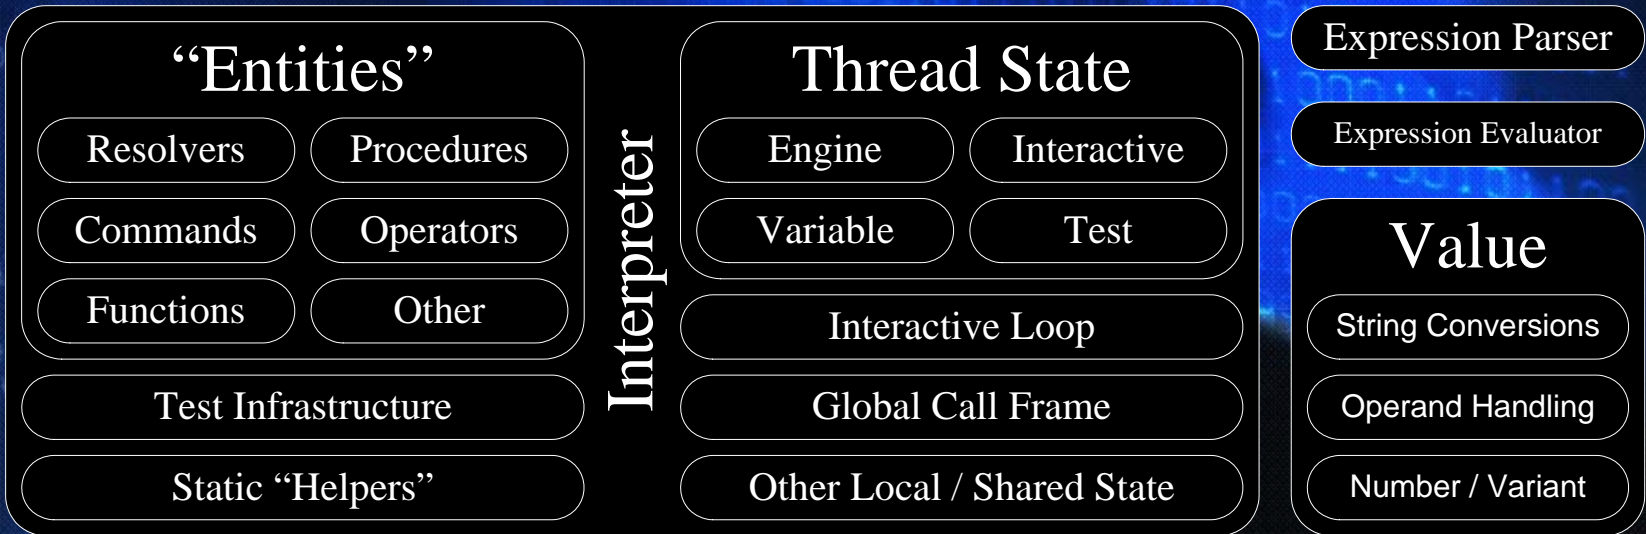 “Entities”
Resolvers
Procedures
Commands
Operators
Functions
Other
Test Infrastructure
Static “Helpers”
Interpreter
Thread State
Engine
Interactive
Variable
Test
Interactive Loop
Global Call Frame
Other Local / Shared State
Expression Parser
Expression Evaluator
Value
String Conversions
Operand Handling
Number / Variant